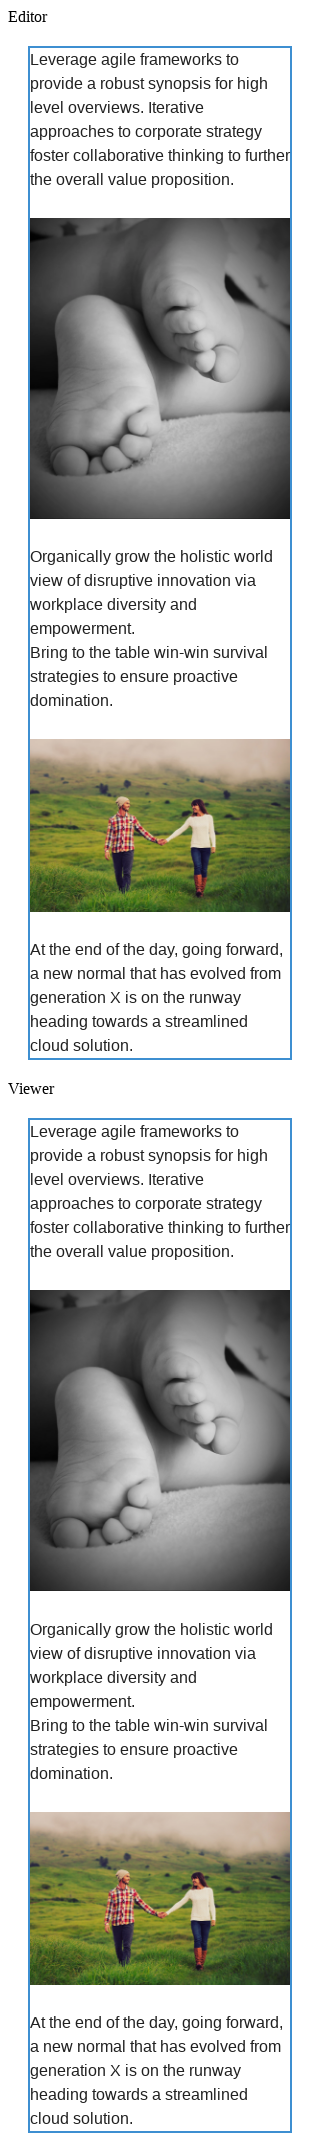 Editor
Leverage agile frameworks to
provide a robust synopsis for high
level overviews. Iterative
approaches to corporate strategy
foster collaborative thinking to further
the overall value proposition.
Organically grow the holistic world
view of disruptive innovation via
workplace diversity and
empowerment.
Bring to the table win-win survival
strategies to ensure proactive
domination.
At the end of the day, going forward,
a new normal that has evolved from
generation X is on the runway
heading towards a streamlined
cloud solution.
Viewer
Leverage agile frameworks to
provide a robust synopsis for high
level overviews. Iterative
approaches to corporate strategy
foster collaborative thinking to further
the overall value proposition.
Organically grow the holistic world
view of disruptive innovation via
workplace diversity and
empowerment.
Bring to the table win-win survival
strategies to ensure proactive
domination.
At the end of the day, going forward,
a new normal that has evolved from
generation X is on the runway
heading towards a streamlined
cloud solution.